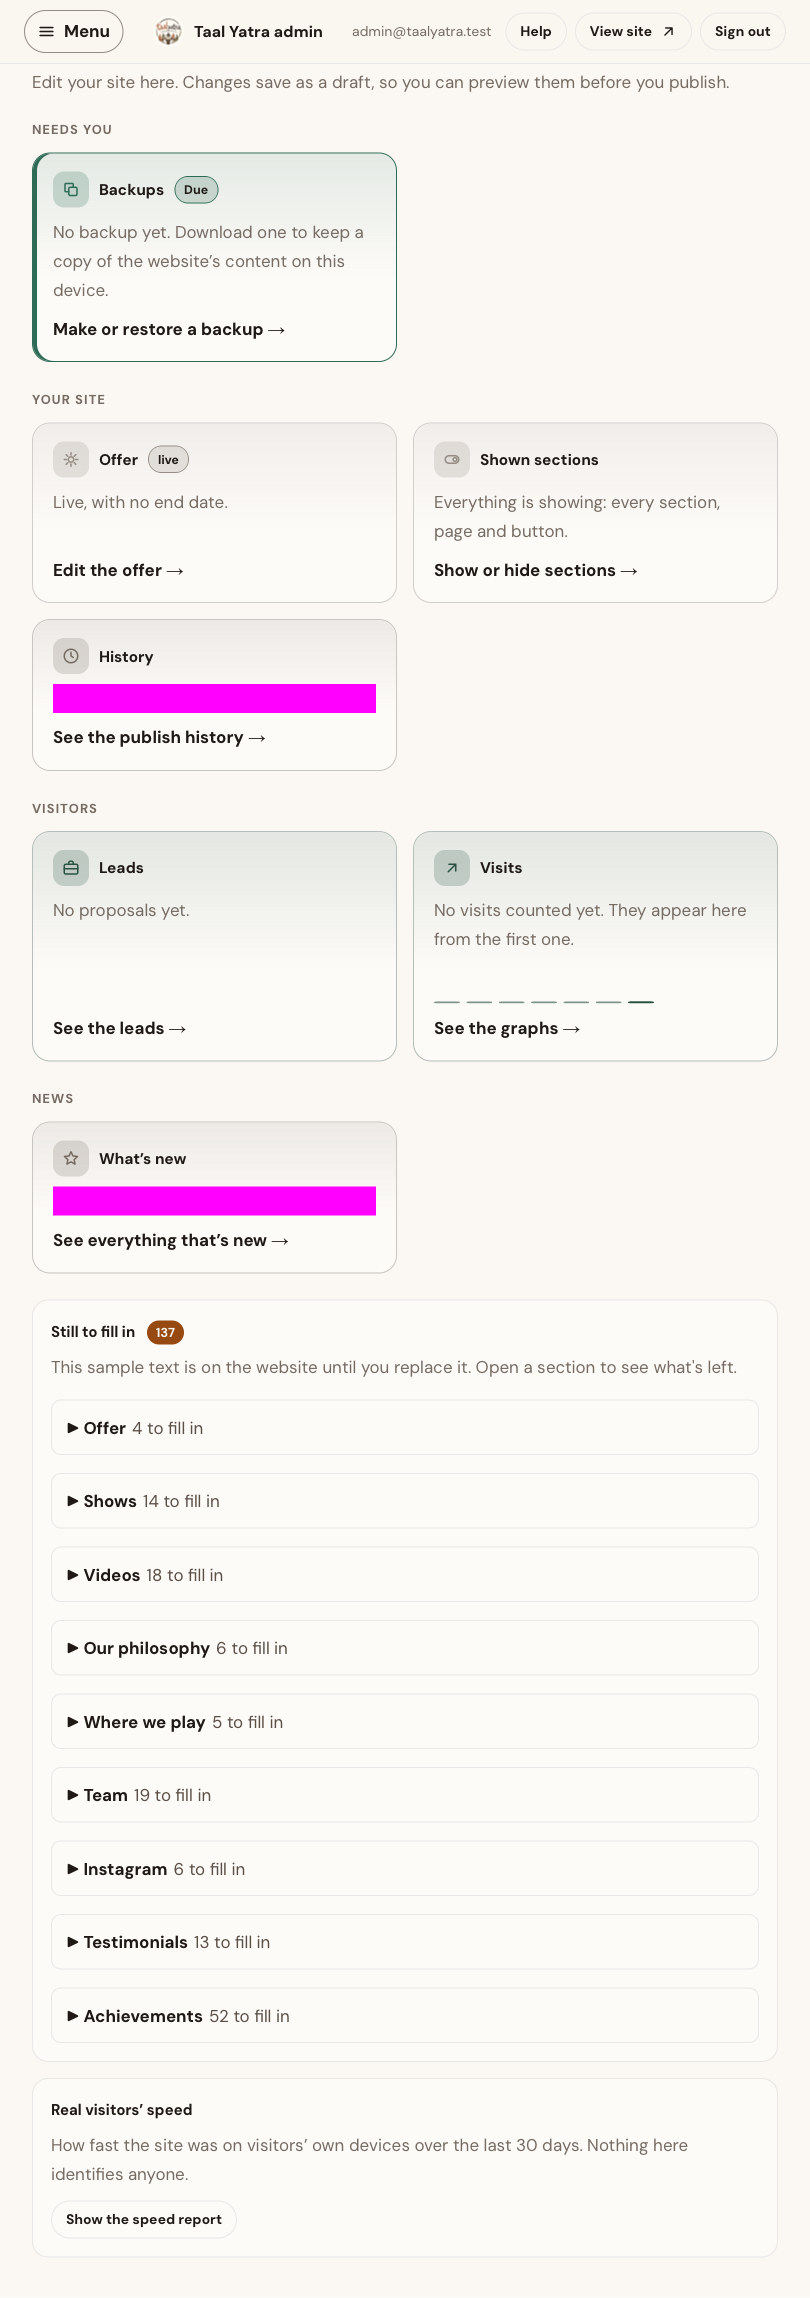 Menu
Taal Yatra admin
admin@taalyatra.test
Help
View site
Sign out
Edit your site here. Changes save as a draft, so you can preview them before you publish.
NEEDS YOU
Backups
Due
No backup yet. Download one to keep a
copy of the website’s content on this
device.
Make or restore a backup →
YOUR SITE
Offer
live
Live, with no end date.
Edit the offer →
Shown sections
Everything is showing: every section,
page and button.
Show or hide sections →
History
See the publish history →
VISITORS
Leads
No proposals yet.
See the leads →
Visits
No visits counted yet. They appear here
from the first one.
See the graphs →
NEWS
What’s new
See everything that’s new →
Still to fill in
137
This sample text is on the website until you replace it. Open a section to see what's left.
Offer 4 to fill in
Shows 14 to fill in
Videos 18 to fill in
Our philosophy 6 to fill in
Where we play 5 to fill in
Team 19 to fill in
Instagram 6 to fill in
Testimonials 13 to fill in
Achievements 52 to fill in
Real visitors’ speed
How fast the site was on visitors’ own devices over the last 30 days. Nothing here
identifies anyone.
Show the speed report